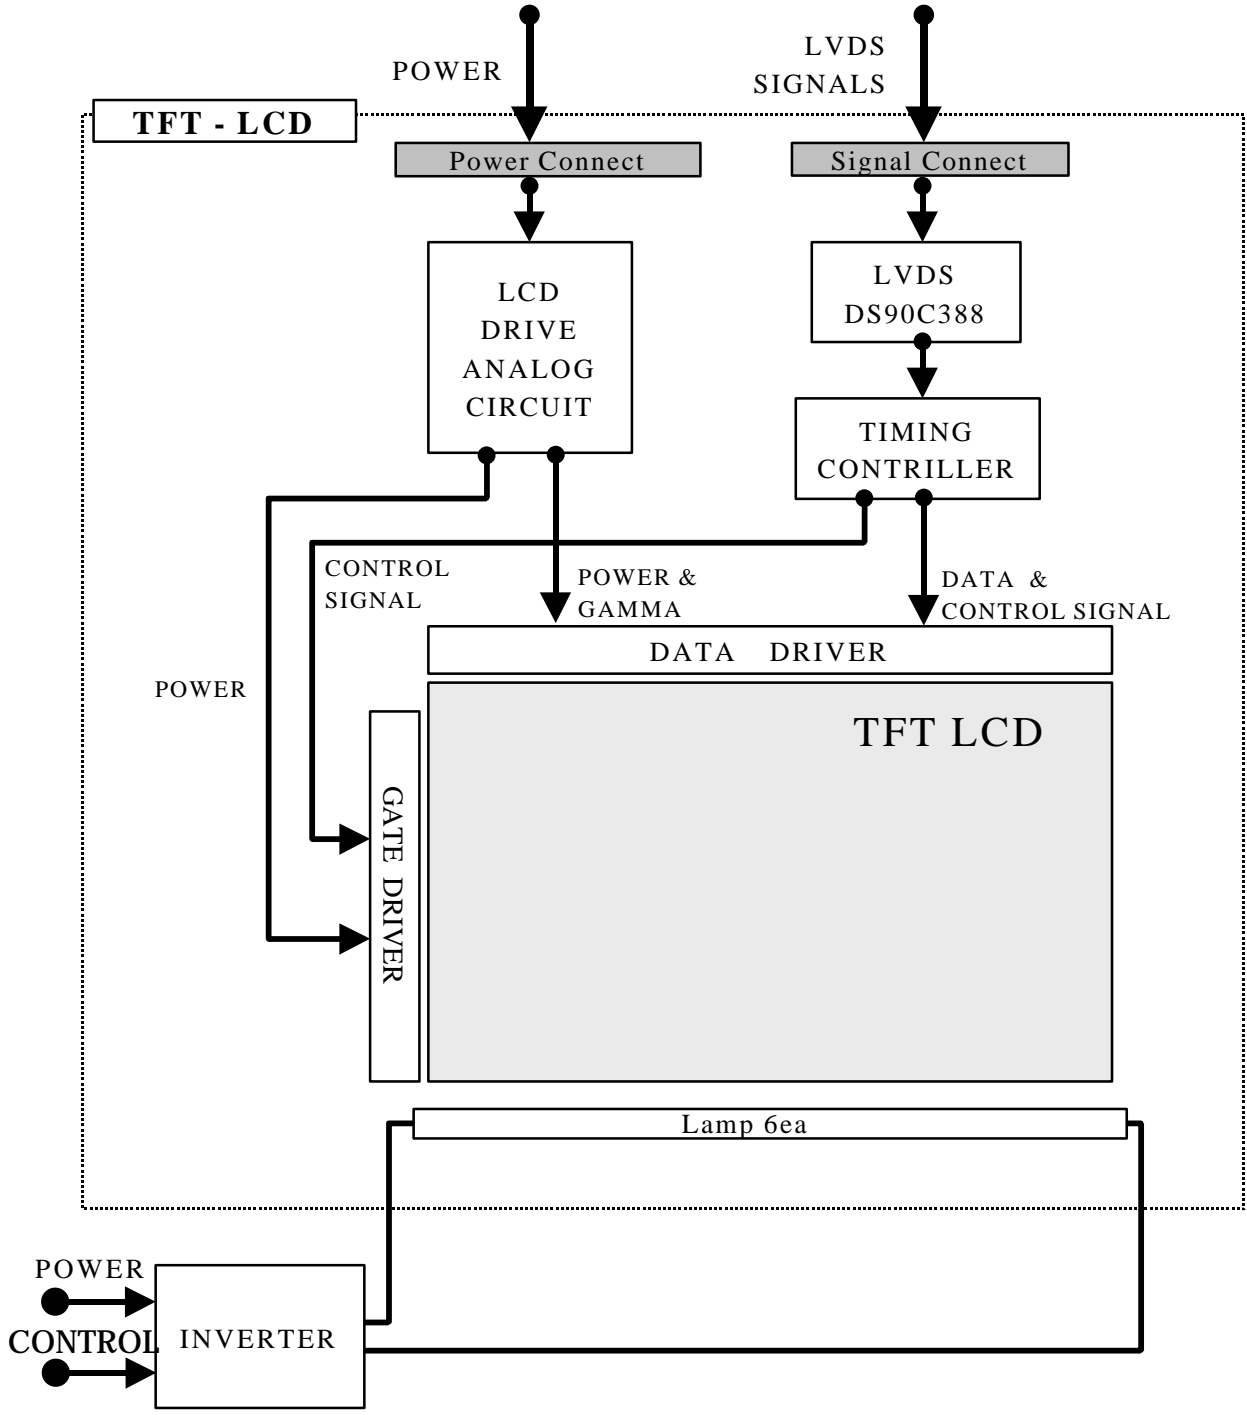 POWER
LVDS
SIGNALS
TFT - LCD
Power Connect
Signal Connect
LCD
DRIVE
ANALOG
CIRCUIT
LVDS
DS90C388
TIMING
CONTRILLER
CONTROL
SIGNAL
POWER &
GAMMA
DATA &
CONTROL SIGNAL
DATA DRIVER
POWER
TFT LCD
GATE DRIVER
Lamp 6ea
POWER
CONTROL
INVERTER